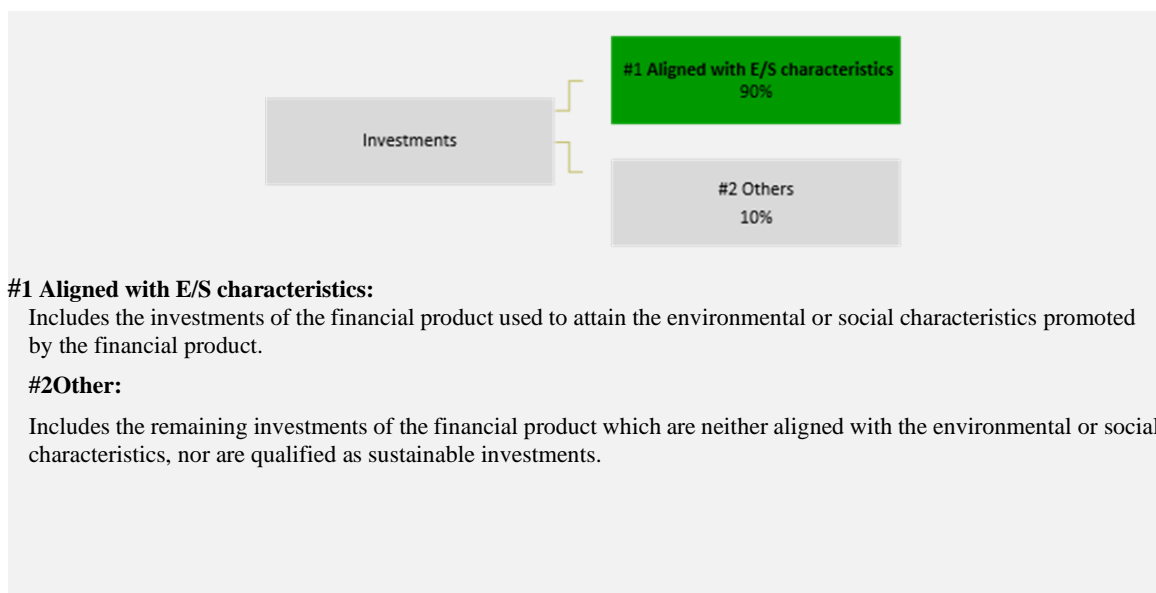 #1 Aligned with E/S characteristics
90%
Investments
#2 Others
10%
#1 Aligned with E/S characteristics:
Includes the investments of the financial product used to attain the environmental or social characteristics promoted
by the financial product.
#2Other:
Includes the remaining investments of the financial product which are neither aligned with the environmental or social
characteristics, nor are qualified as sustainable investments.